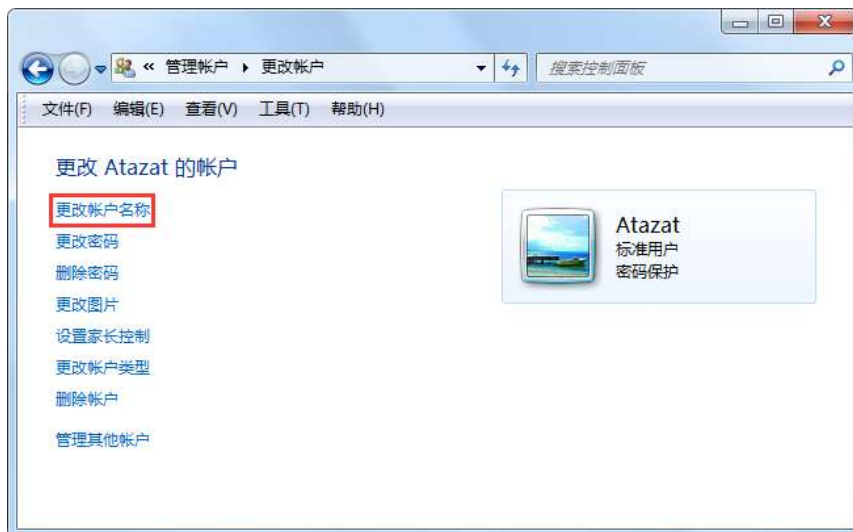 « 管理帐户 ▸ 更改帐户
搜索控制面板
文件(F) 编辑(E) 查看(V) 工具(T) 帮助(H)
更改 Atazat 的帐户
更改帐户名称
更改密码
删除密码
更改图片
设置家长控制
更改帐户类型
删除帐户
管理其他帐户
Atazat
标准用户
密码保护